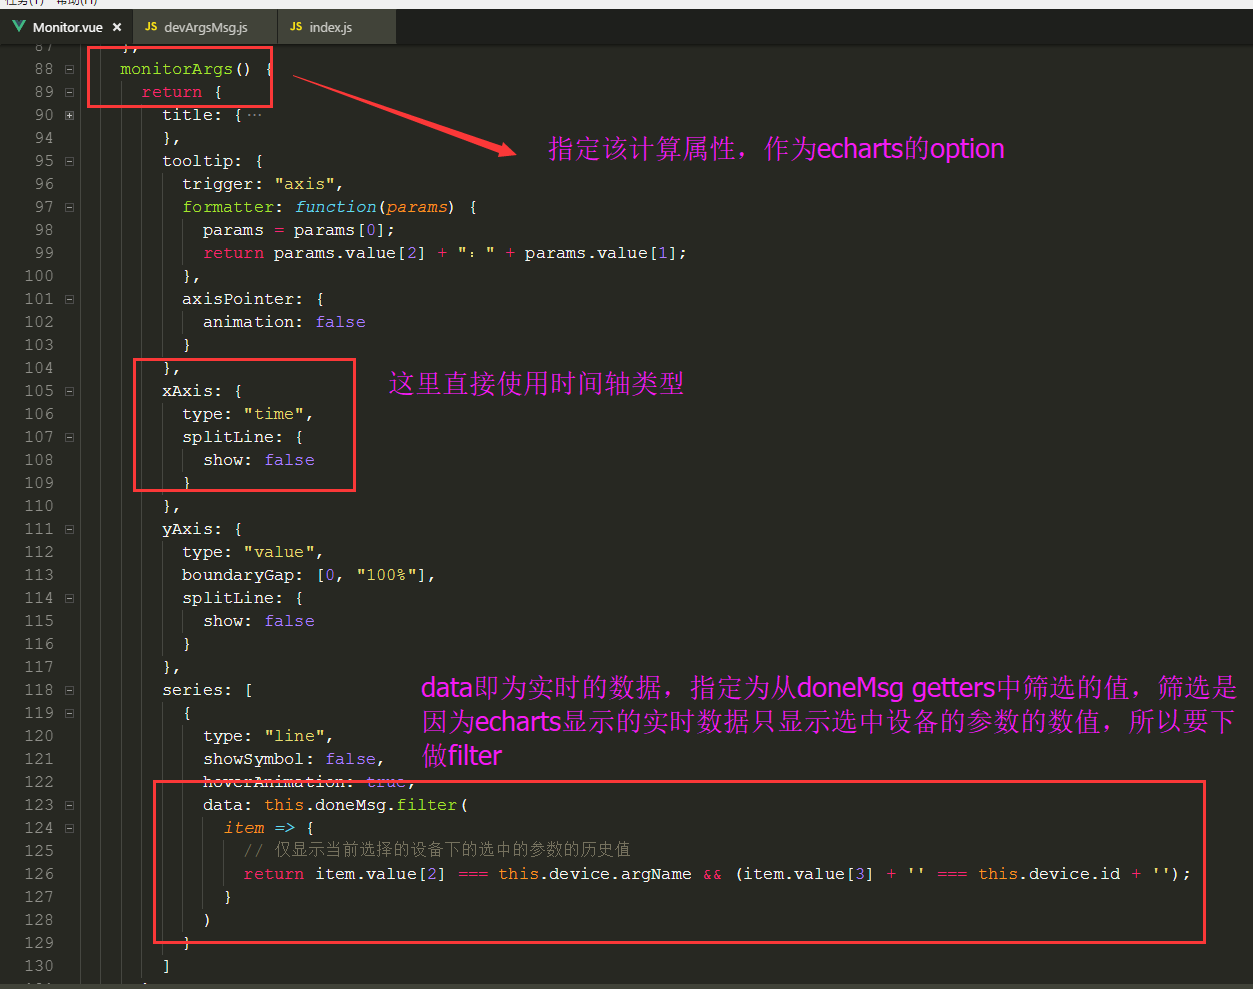 任务(T) 帮助(H)
Monitor.vue × JS devArgsMsg.js JS index.js
87 },
88 monitorArgs() {
89 return {
90 title: {···
94 },
95 tooltip: {
96 trigger: "axis",
97 formatter: function(params) {
98 params = params[0];
99 return params.value[2] + "：" + params.value[1];
100 },
101 axisPointer: {
102 animation: false
103 }
104 },
105 xAxis: {
106 type: "time",
107 splitLine: {
108 show: false
109 }
110 },
111 yAxis: {
112 type: "value",
113 boundaryGap: [0, "100%"],
114 splitLine: {
115 show: false
116 }
117 },
118 series: [
119 {
120 type: "line",
121 showSymbol: false,
122 hoverAnimation: true,
123 data: this.doneMsg.filter(
124 item => {
125 // 仅显示当前选择的设备下的选中的参数的历史值
126 return item.value[2] === this.device.argName && (item.value[3] + '' === this.device.id + '');
127 }
128 )
129 }
130 ]
指定该计算属性，作为echarts的option
这里直接使用时间轴类型
data即为实时的数据，指定为从doneMsg getters中筛选的值，筛选是
因为echarts显示的实时数据只显示选中设备的参数的数值，所以要下
做filter